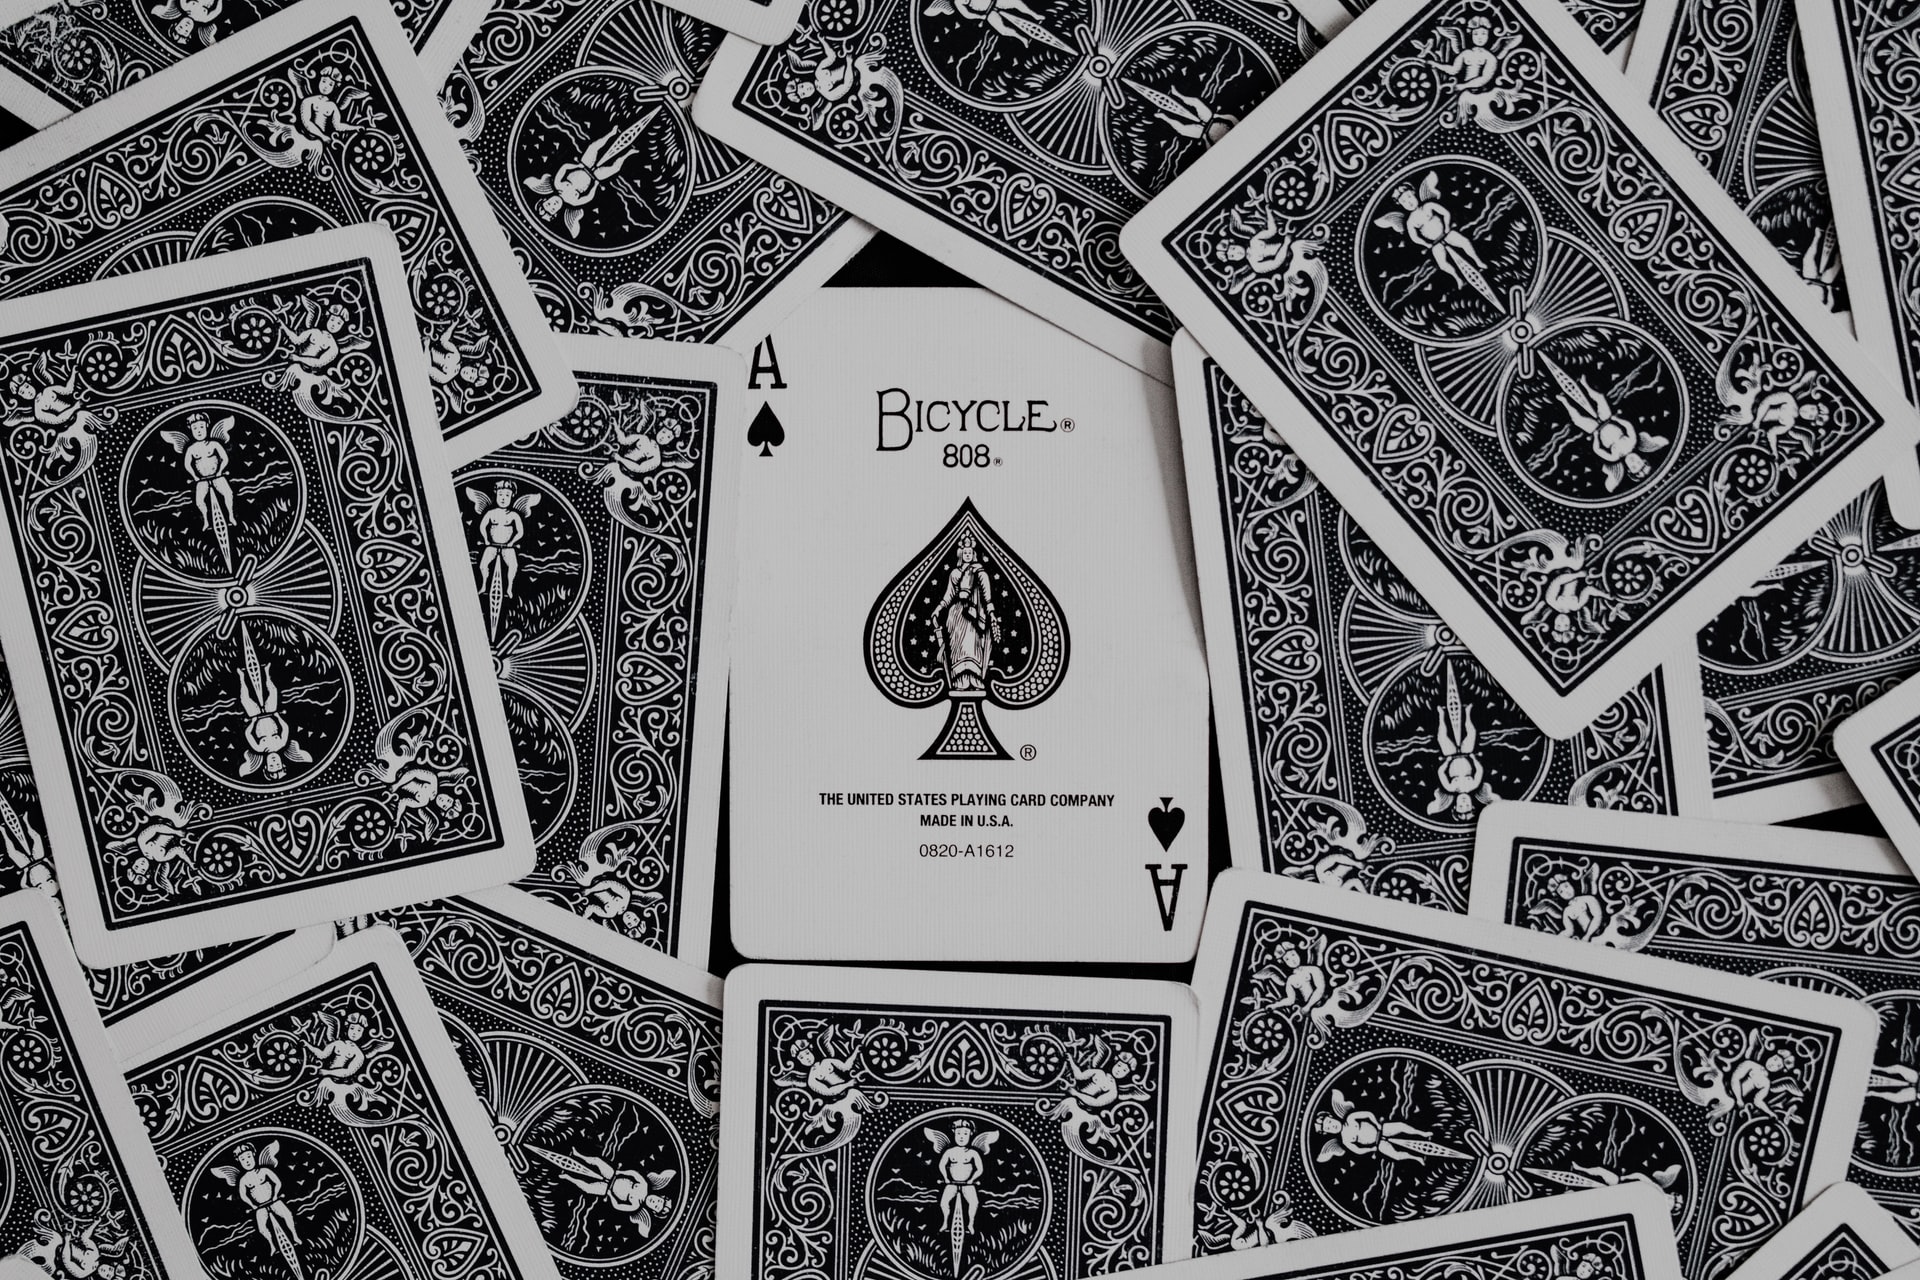 A
BICYCLE®
808®
®
THE UNITED STATES PLAYING CARD COMPANY
MADE IN U.S.A.
0820-A1612
A